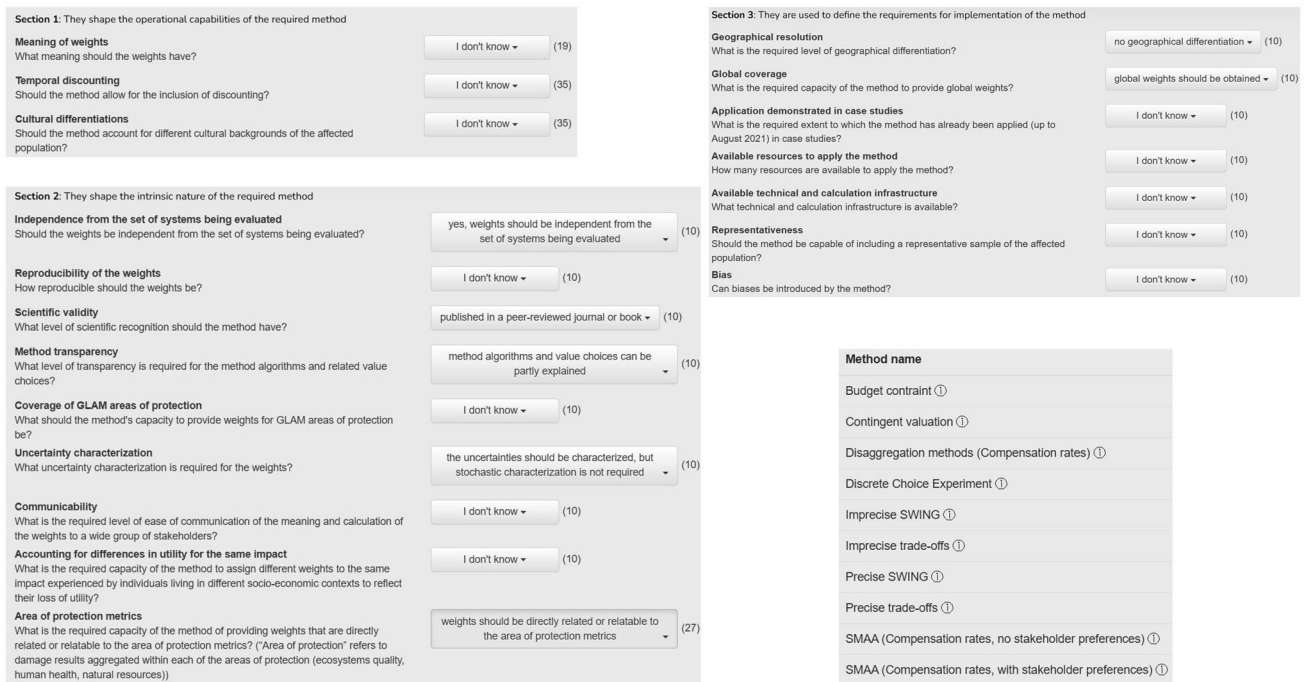 Section 1: They shape the operational capabilities of the required method
Meaning of weights
What meaning should the weights have?
I don't know
(19)
Temporal discounting
Should the method allow for the inclusion of discounting?
I don't know
(35)
Cultural differentiations
Should the method account for different cultural backgrounds of the affected
population?
I don't know
(35)
Section 2: They shape the intrinsic nature of the required method
Independence from the set of systems being evaluated
Should the weights be independent from the set of systems being evaluated?
yes, weights should be independent from the
set of systems being evaluated
(10)
Reproducibility of the weights
How reproducible should the weights be?
I don't know
(10)
Scientific validity
What level of scientific recognition should the method have?
published in a peer-reviewed journal or book
(10)
Method transparency
What level of transparency is required for the method algorithms and related value
choices?
method algorithms and value choices can be
partly explained
(10)
Coverage of GLAM areas of protection
What should the method's capacity to provide weights for GLAM areas of protection
be?
I don't know
(10)
Uncertainty characterization
What uncertainty characterization is required for the weights?
the uncertainties should be characterized, but
stochastic characterization is not required
(10)
Communicability
What is the required level of ease of communication of the meaning and calculation of
the weights to a wide group of stakeholders?
I don't know
(10)
Accounting for differences in utility for the same impact
What is the required capacity of the method to assign different weights to the same
impact experienced by individuals living in different socio-economic contexts to reflect
their loss of utility?
I don't know
(10)
Area of protection metrics
What is the required capacity of the method of providing weights that are directly
related or relatable to the area of protection metrics? ("Area of protection" refers to
damage results aggregated within each of the areas of protection (ecosystems quality,
human health, natural resources))
weights should be directly related or relatable to
the area of protection metrics
(27)
Section 3: They are used to define the requirements for implementation of the method
Geographical resolution
What is the required level of geographical differentiation?
no geographical differentiation
(10)
Global coverage
What is the required capacity of the method to provide global weights?
global weights should be obtained
(10)
Application demonstrated in case studies
What is the required extent to which the method has already been applied (up to
August 2021) in case studies?
I don't know
(10)
Available resources to apply the method
How many resources are available to apply the method?
I don't know
(10)
Available technical and calculation infrastructure
What technical and calculation infrastructure is available?
I don't know
(10)
Representativeness
Should the method be capable of including a representative sample of the affected
population?
I don't know
(10)
Bias
Can biases be introduced by the method?
I don't know
(10)
Method name
Budget contraint ⓘ
Contingent valuation ⓘ
Disaggregation methods (Compensation rates) ⓘ
Discrete Choice Experiment ⓘ
Imprecise SWING ⓘ
Imprecise trade-offs ⓘ
Precise SWING ⓘ
Precise trade-offs ⓘ
SMAA (Compensation rates, no stakeholder preferences) ⓘ
SMAA (Compensation rates, with stakeholder preferences) ⓘ